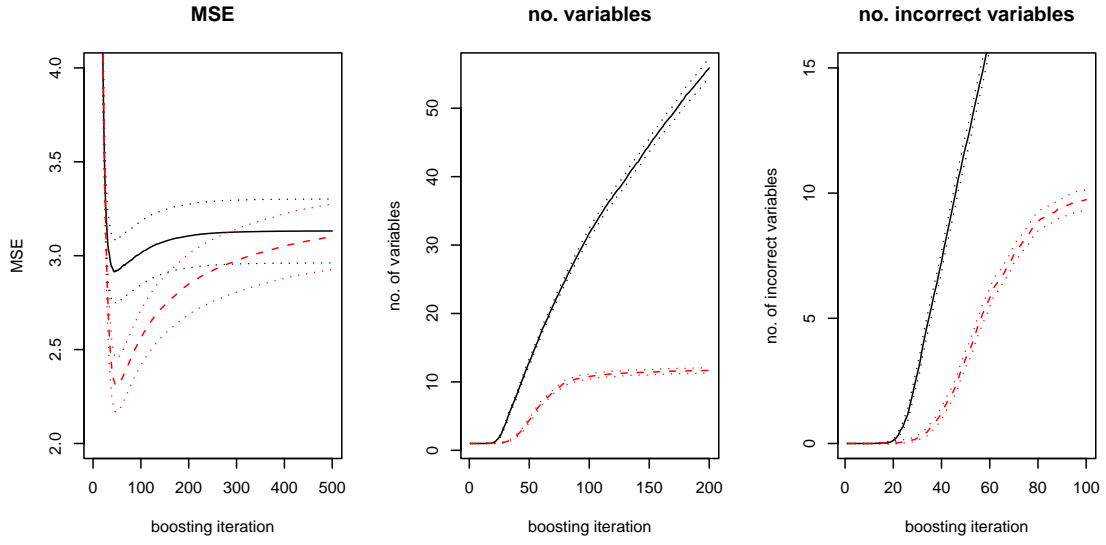 MSE
no. variables
no. incorrect variables
MSE
4.0
3.5
3.0
2.5
2.0
0 100 200 300 400 500
boosting iteration
no. of variables
50
40
30
20
10
0
0 50 100 150 200
boosting iteration
no. of incorrect variables
15
10
5
0
0 20 40 60 80 100
boosting iteration